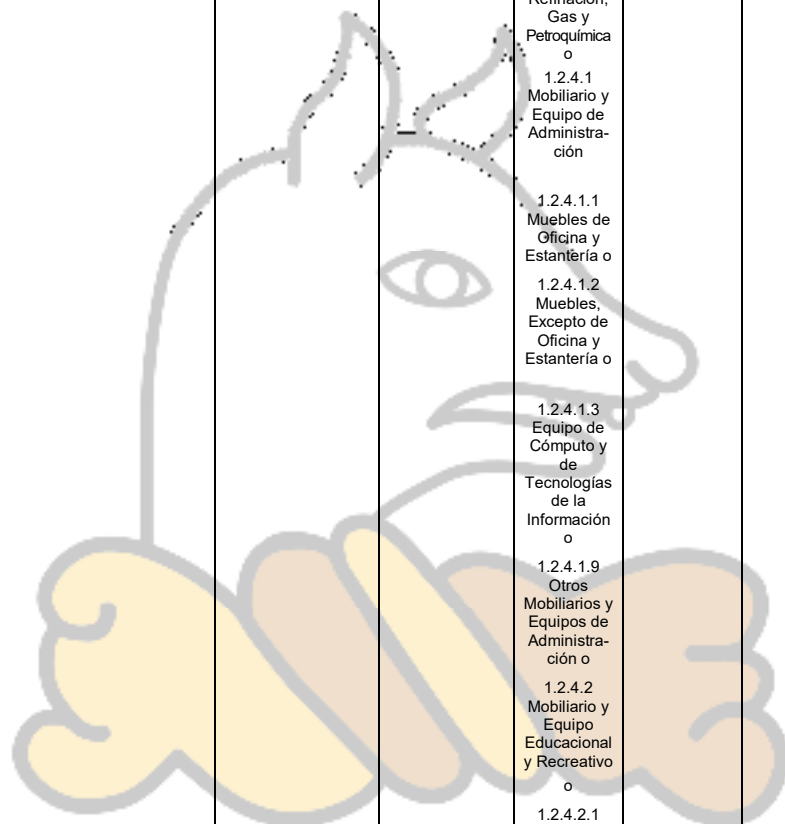 Refinación,
Gas y
Petroquímica
o
1.2.4.1
Mobiliario y
Equipo de
Administra-
ción
1.2.4.1.1
Muebles de
Oficina y
Estantería o
1.2.4.1.2
Muebles,
Excepto de
Oficina y
Estantería o
1.2.4.1.3
Equipo de
Cómputo y
de
Tecnologías
de la
Información
o
1.2.4.1.9
Otros
Mobiliarios y
Equipos de
Administra-
ción o
1.2.4.2
Mobiliario y
Equipo
Educacional
y Recreativo
o
1.2.4.2.1